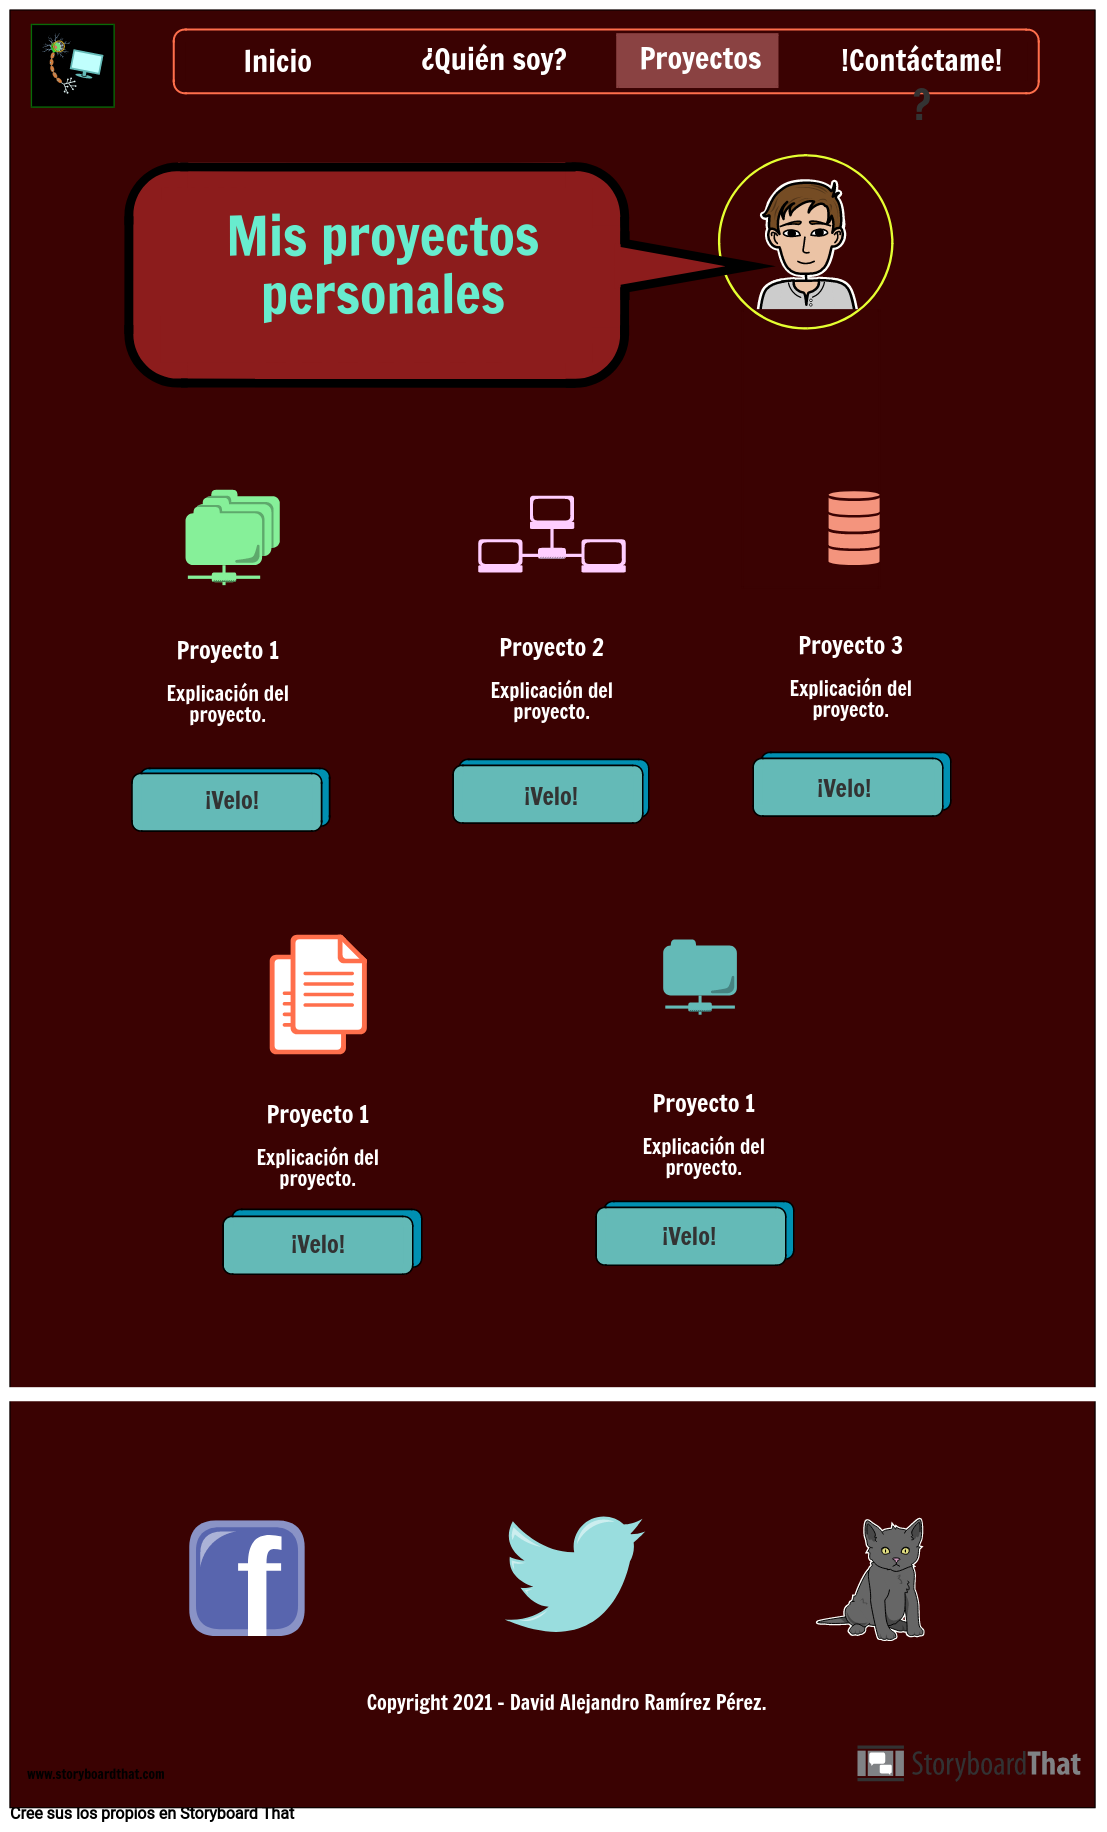 Inicio ¿Quién soy? Proyectos !Contáctame!
?
Mis proyectos
personales
Proyecto 1
Explicación del
proyecto.
¡Velo!
Proyecto 2
Explicación del
proyecto.
¡Velo!
Proyecto 3
Explicación del
proyecto.
¡Velo!
Proyecto 1
Explicación del
proyecto.
¡Velo!
Proyecto 1
Explicación del
proyecto.
¡Velo!
f
Copyright 2021 - David Alejandro Ramírez Pérez.
www.storyboardthat.com
StoryboardThat
Cree sus los propios en Storyboard That